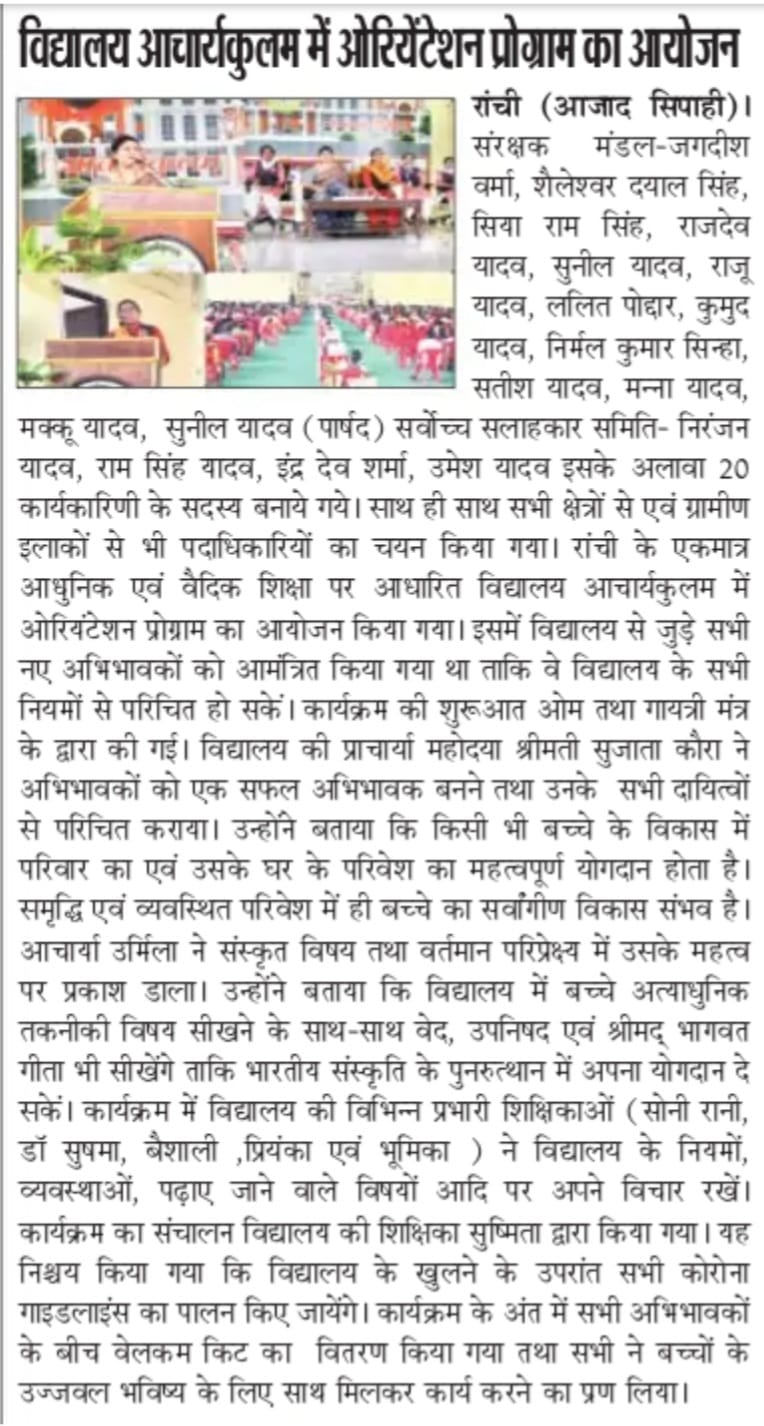 विद्यालय आचार्यकुलम में ओरियेंटेशन प्रोग्राम का आयोजन
रांची (आजाद सिपाही)।
संरक्षक मंडल-जगदीश
वर्मा, शैलेश्वर दयाल सिंह,
सिया राम सिंह, राजदेव
यादव, सुनील यादव, राजू
यादव, ललित पोद्दार, कुमुद
यादव, निर्मल कुमार सिन्हा,
सतीश यादव, मन्ना यादव,
मक्कू यादव, सुनील यादव (पार्षद) सर्वोच्च सलाहकार समिति- निरंजन
यादव, राम सिंह यादव, इंद्र देव शर्मा, उमेश यादव इसके अलावा 20
कार्यकारिणी के सदस्य बनाये गये। साथ ही साथ सभी क्षेत्रों से एवं ग्रामीण
इलाकों से भी पदाधिकारियों का चयन किया गया। रांची के एकमात्र
आधुनिक एवं वैदिक शिक्षा पर आधारित विद्यालय आचार्यकुलम में
ओरियंटेशन प्रोग्राम का आयोजन किया गया। इसमें विद्यालय से जुड़े सभी
नए अभिभावकों को आमंत्रित किया गया था ताकि वे विद्यालय के सभी
नियमों से परिचित हो सकें। कार्यक्रम की शुरूआत ओम तथा गायत्री मंत्र
के द्वारा की गई। विद्यालय की प्राचार्या महोदया श्रीमती सुजाता कौरा ने
अभिभावकों को एक सफल अभिभावक बनने तथा उनके सभी दायित्वों
से परिचित कराया। उन्होंने बताया कि किसी भी बच्चे के विकास में
परिवार का एवं उसके घर के परिवेश का महत्वपूर्ण योगदान होता है।
समृद्धि एवं व्यवस्थित परिवेश में ही बच्चे का सर्वांगीण विकास संभव है।
आचार्या उर्मिला ने संस्कृत विषय तथा वर्तमान परिप्रेक्ष्य में उसके महत्व
पर प्रकाश डाला। उन्होंने बताया कि विद्यालय में बच्चे अत्याधुनिक
तकनीकी विषय सीखने के साथ-साथ वेद, उपनिषद एवं श्रीमद् भागवत
गीता भी सीखेंगे ताकि भारतीय संस्कृति के पुनरुत्थान में अपना योगदान दे
सकें। कार्यक्रम में विद्यालय की विभिन्न प्रभारी शिक्षिकाओं (सोनी रानी,
डॉ सुषमा, बैशाली ,प्रियंका एवं भूमिका ) ने विद्यालय के नियमों,
व्यवस्थाओं, पढ़ाए जाने वाले विषयों आदि पर अपने विचार रखें।
कार्यक्रम का संचालन विद्यालय की शिक्षिका सुष्मिता द्वारा किया गया। यह
निश्चय किया गया कि विद्यालय के खुलने के उपरांत सभी कोरोना
गाइडलाइंस का पालन किए जायेंगे। कार्यक्रम के अंत में सभी अभिभावकों
के बीच वेलकम किट का वितरण किया गया तथा सभी ने बच्चों के
उज्जवल भविष्य के लिए साथ मिलकर कार्य करने का प्रण लिया।